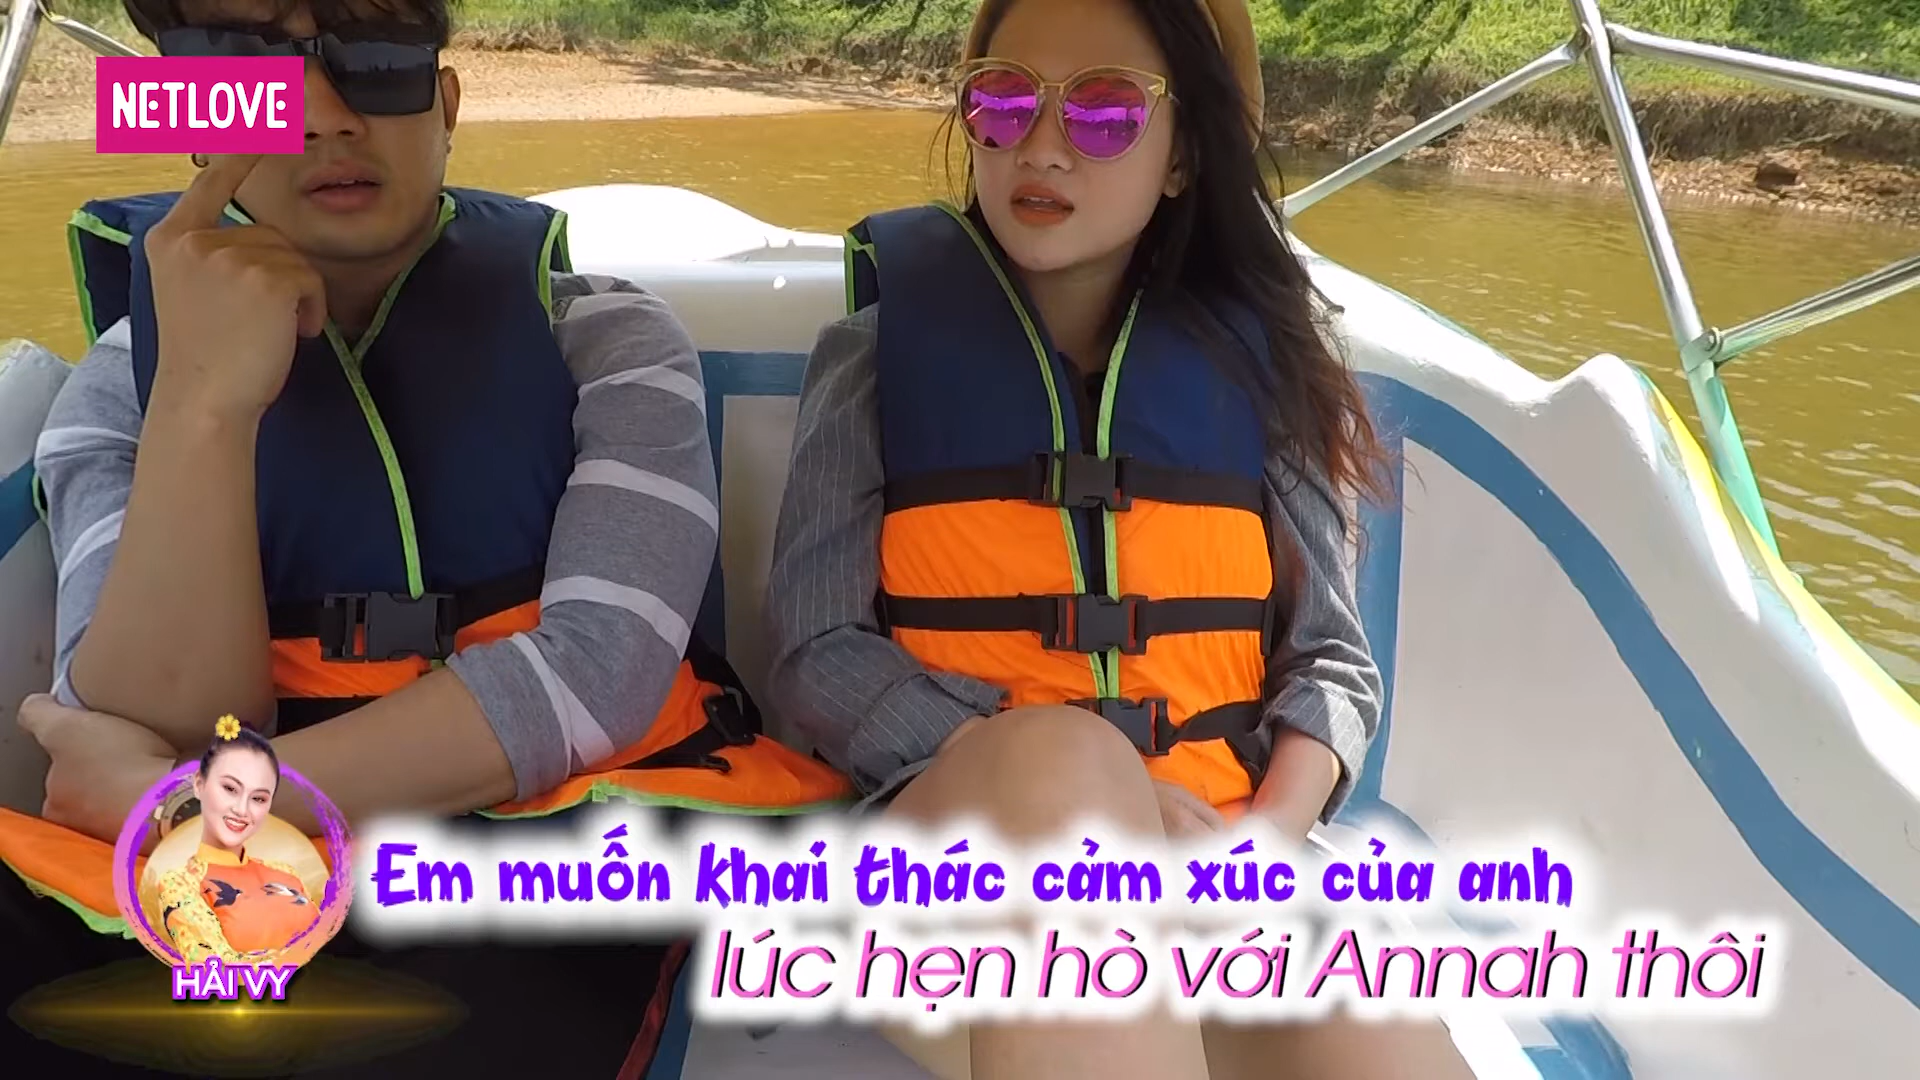 NETLOVE
Em muốn khai thác cảm xúc của anh
lúc hẹn hò với Annah thôi
HẢI VY